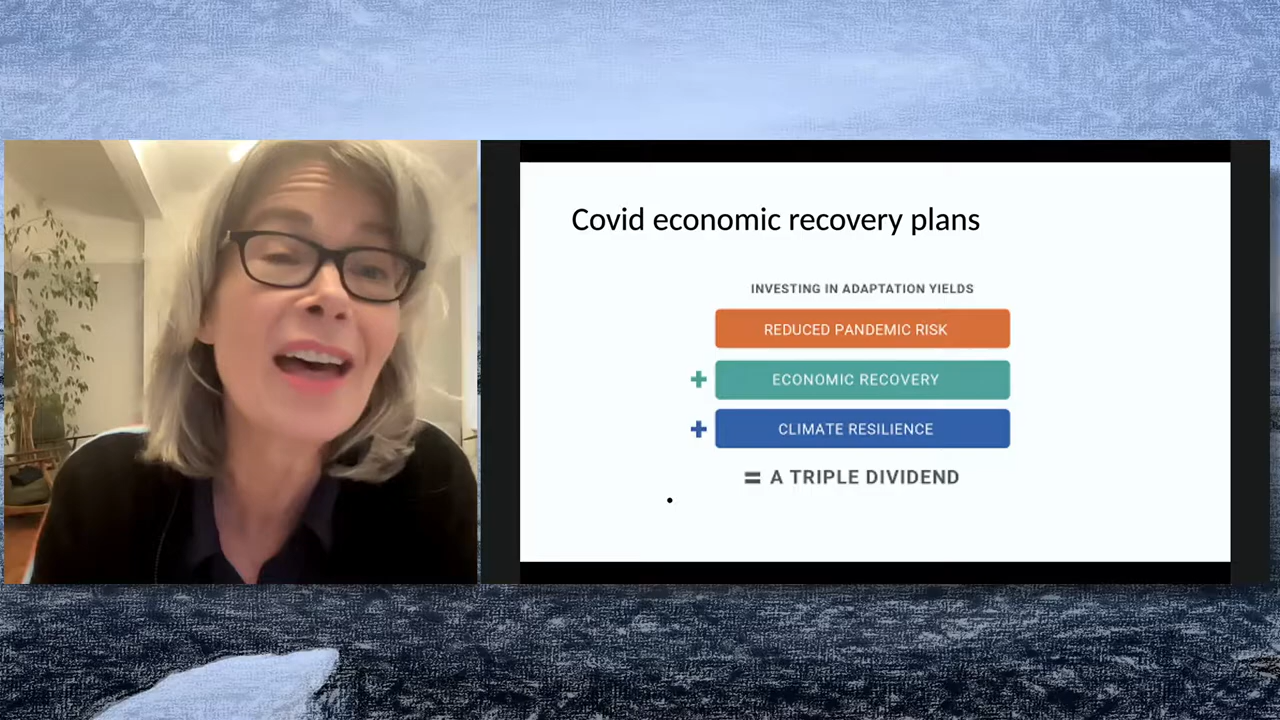 Covid economic recovery plans
INVESTING IN ADAPTATION YIELDS
REDUCED PANDEMIC RISK
+ ECONOMIC RECOVERY
+ CLIMATE RESILIENCE
= A TRIPLE DIVIDEND
•